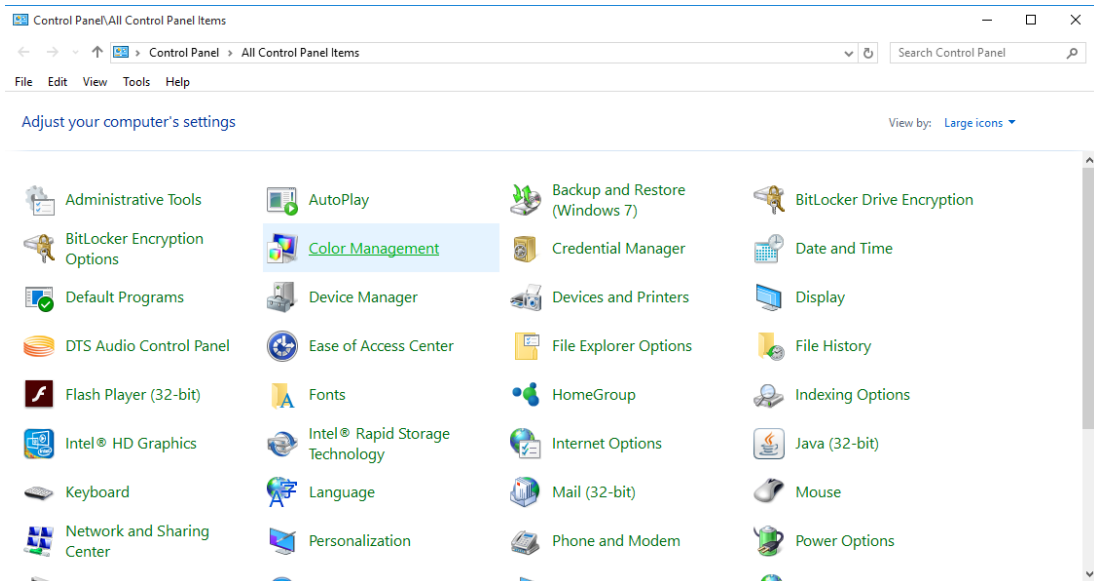 Control Panel\All Control Panel Items
Control Panel > All Control Panel Items
Search Control Panel
File Edit View Tools Help
Adjust your computer's settings
View by: Large icons
Administrative Tools
AutoPlay
Backup and Restore
(Windows 7)
BitLocker Drive Encryption
BitLocker Encryption
Options
Color Management
Credential Manager
Date and Time
Default Programs
Device Manager
Devices and Printers
Display
DTS Audio Control Panel
Ease of Access Center
File Explorer Options
File History
Flash Player (32-bit)
Fonts
HomeGroup
Indexing Options
Intel® HD Graphics
Intel® Rapid Storage
Technology
Internet Options
Java (32-bit)
Keyboard
Language
Mail (32-bit)
Mouse
Network and Sharing
Center
Personalization
Phone and Modem
Power Options